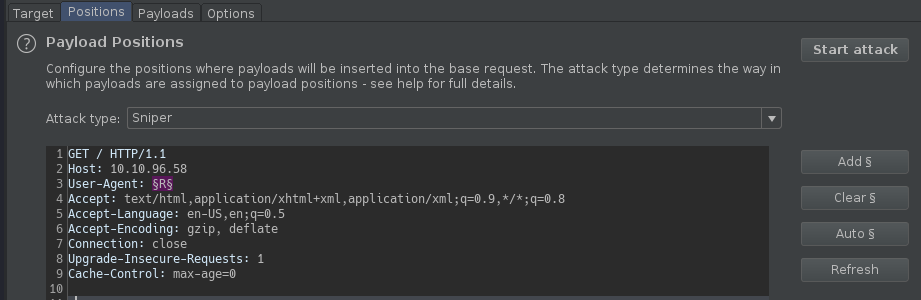 Target Positions Payloads Options
? Payload Positions
Start attack
Configure the positions where payloads will be inserted into the base request. The attack type determines the way in
which payloads are assigned to payload positions - see help for full details.
Attack type: Sniper
1 GET / HTTP/1.1
2 Host: 10.10.96.58
3 User-Agent: §R§
4 Accept: text/html,application/xhtml+xml,application/xml;q=0.9,*/*;q=0.8
5 Accept-Language: en-US,en;q=0.5
6 Accept-Encoding: gzip, deflate
7 Connection: close
8 Upgrade-Insecure-Requests: 1
9 Cache-Control: max-age=0
10
Add §
Clear §
Auto §
Refresh